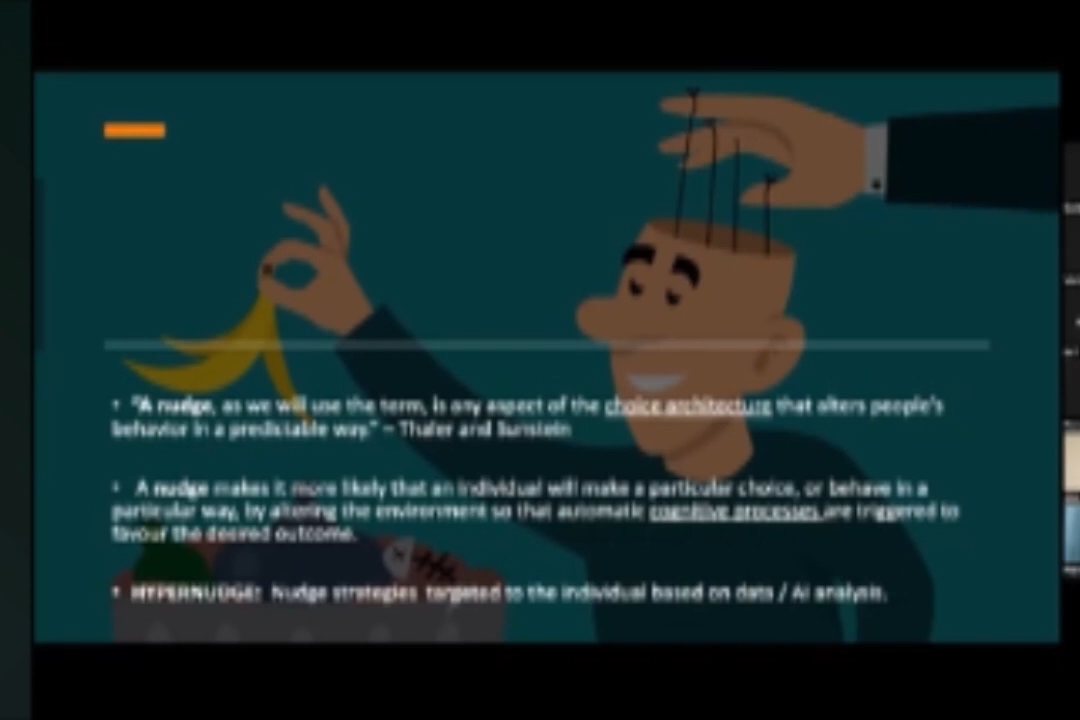 • "A nudge, as we will use the term, is any aspect of the choice architecture that alters people's
behavior in a predictable way." – Thaler and Sunstein
• A nudge makes it more likely that an individual will make a particular choice, or behave in a
particular way, by altering the environment so that automatic cognitive processes are triggered to
favour the desired outcome.
• HYPERNUDGE: Nudge strategies targeted to the individual based on data / AI analysis.